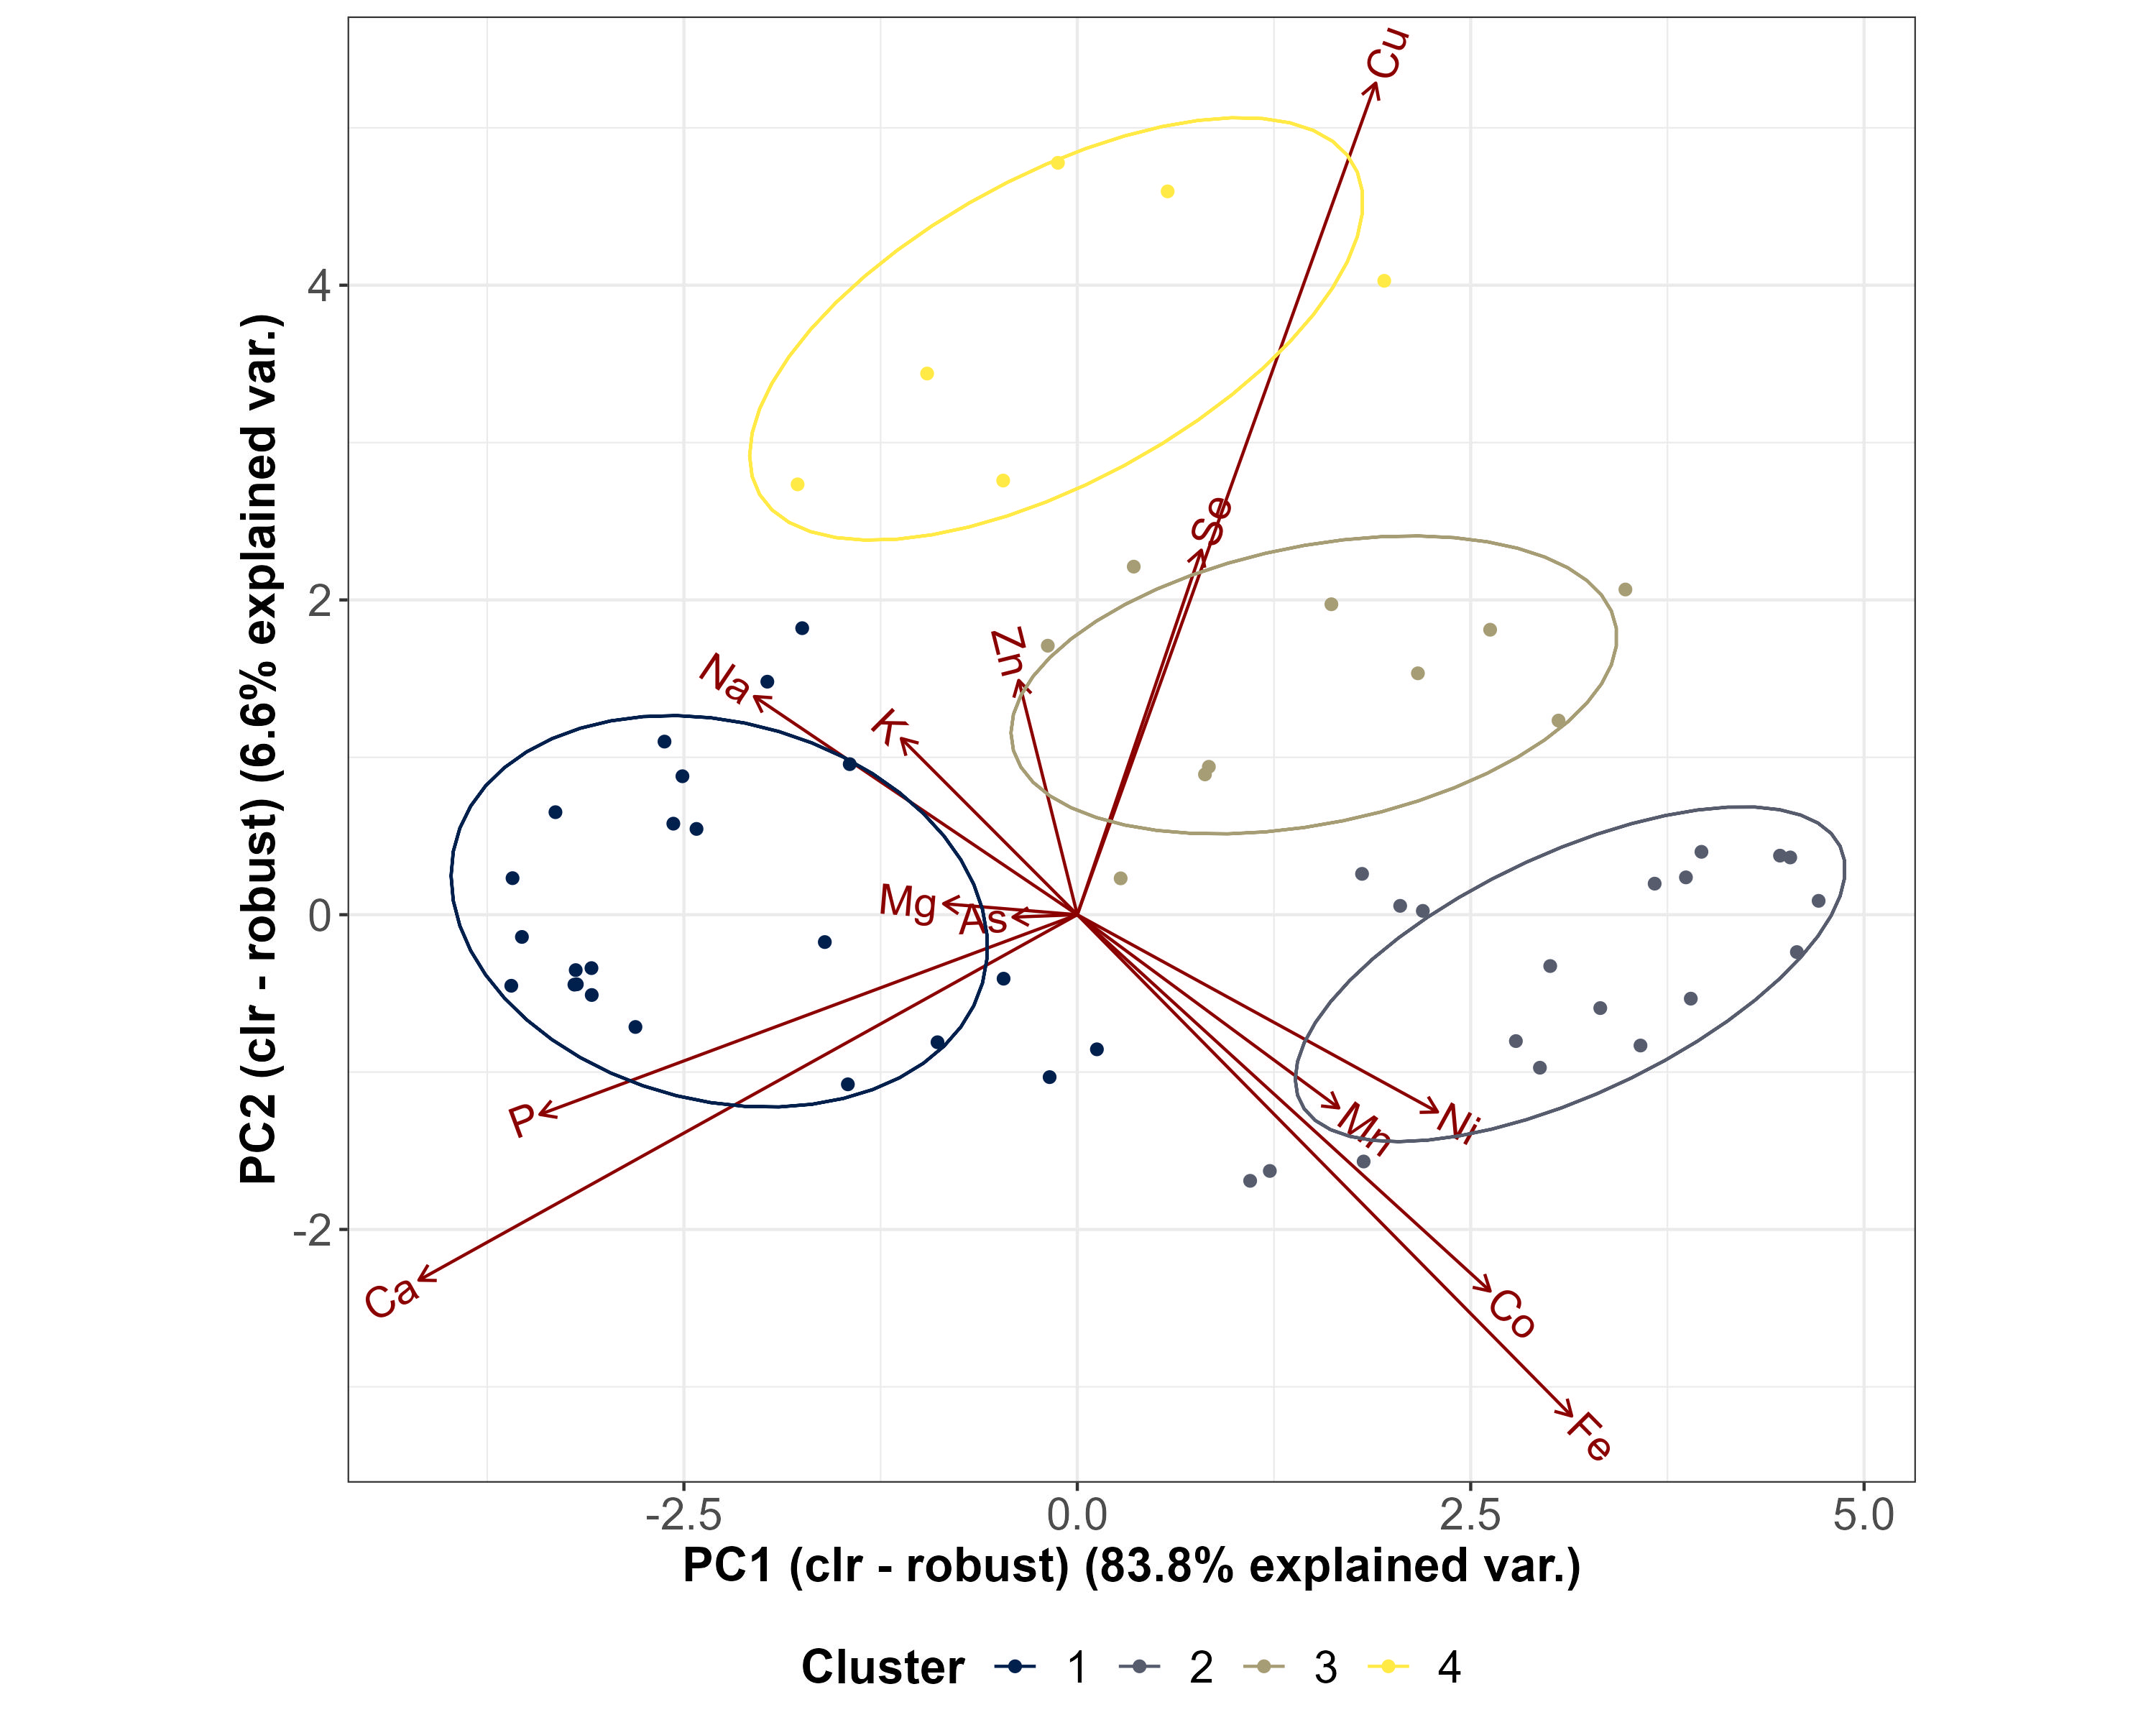 PC2 (clr - robust) (6.6% explained var.)
4
2
0
-2
Cu
Se
Zn
Na
K
Mg
As
P
Ca
Mn
Ni
Co
Fe
-2.5 0.0 2.5 5.0
PC1 (clr - robust) (83.8% explained var.)
Cluster 1 2 3 4